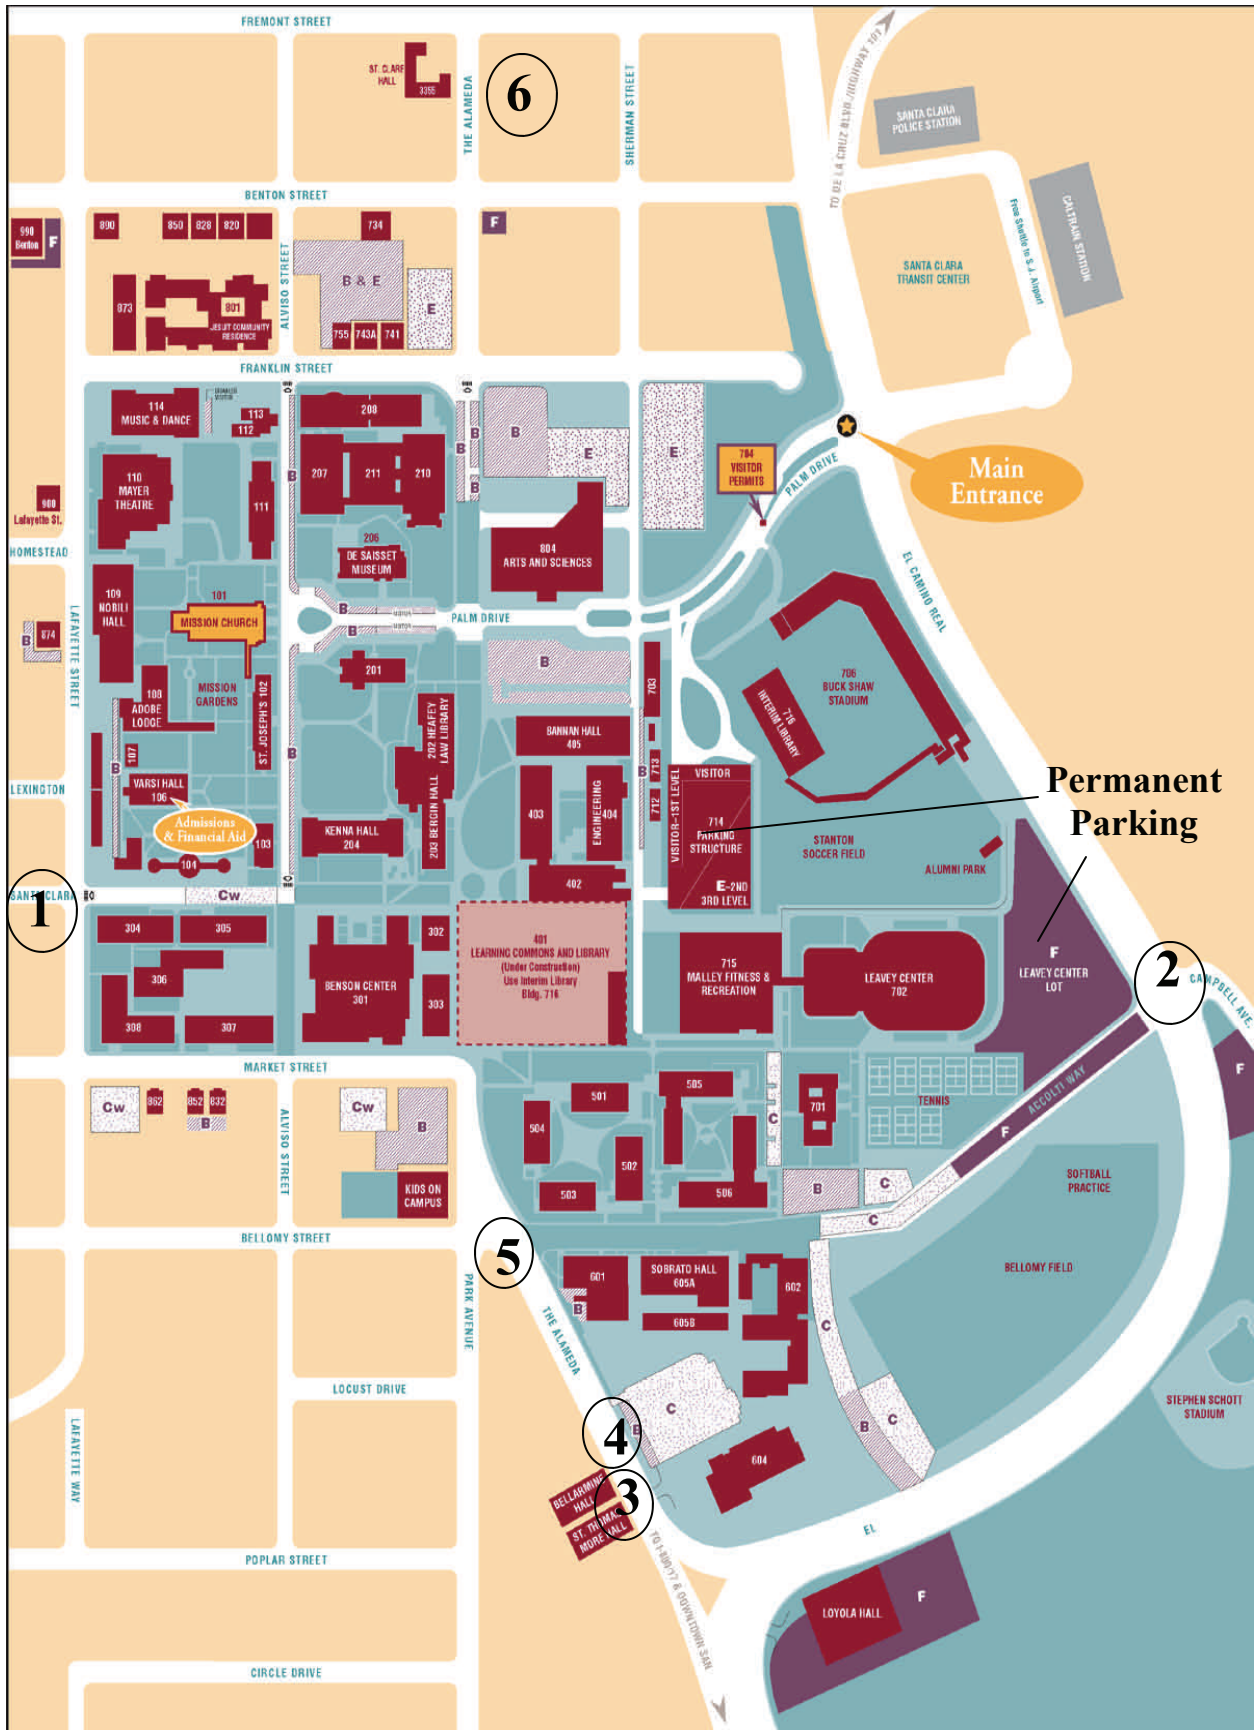 FREMONT STREET
ST. CLARE
HALL
3355
THE ALAMEDA
6
SHERMAN STREET
TO DE LA CRUZ BLVD./HIGHWAY 101
SANTA CLARA
POLICE STATION
BENTON STREET
CALTRAIN STATION
Free Shuttle to S.J. Airport
SANTA CLARA
TRANSIT CENTER
990
Benton
F
890
850
828
820
734
F
ALVISO STREET
B & E
E
873
801
JESUIT COMMUNITY
RESIDENCE
755
743A
741
FRANKLIN STREET
114
MUSIC & DANCE
113
112
208
B
B
B
B
E
E
704
VISITOR
PERMITS
PALM DRIVE
Main
Entrance
110
MAYER
THEATRE
111
207
211
210
B
900
Lafayette St.
HOMESTEAD
206
DE SAISSET
MUSEUM
804
ARTS AND SCIENCES
EL CAMINO REAL
109
NOBILI
HALL
101
MISSION CHURCH
B
B
PALM DRIVE
874
B
LAFAYETTE STREET
MISSION
GARDENS
201
B
703
706
BUCK SHAW
STADIUM
716
INTERIM LIBRARY
108
ADOBE
LODGE
ST. JOSEPH'S 102
202 HEAFEY
LAW LIBRARY
BANNAN HALL
405
107
B
B
B
713
712
LEXINGTON
VARSI HALL
106
Admissions
& Financial Aid
203 BERGIN HALL
403
ENGINEERING
404
VISITOR
VISITOR-1ST LEVEL
714
PARKING
STRUCTURE
E-2ND
3RD LEVEL
Permanent
Parking
STANTON
SOCCER FIELD
ALUMNI PARK
KENNA HALL
204
103
104
402
SANTA CLARA
1
Cw
304
305
306
308
307
BENSON CENTER
301
302
303
401
LEARNING COMMONS AND LIBRARY
(Under Construction)
Use Interim Library
Bldg. 716
715
MALLEY FITNESS &
RECREATION
LEAVEY CENTER
702
F
LEAVEY CENTER
LOT
2
CAMPBELL AVE.
F
MARKET STREET
Cw
862
852
832
B
Cw
B
ALVISO STREET
KIDS ON
CAMPUS
501
505
504
502
503
506
C
701
TENNIS
ACCOLTI WAY
F
B
C
C
SOFTBALL
PRACTICE
BELLOMY STREET
5
PARK AVENUE
THE ALAMEDA
601
B
SOBRATO HALL
605A
605B
602
C
BELLOMY FIELD
LOCUST DRIVE
C
B
4
B
C
STEPHEN SCHOTT
STADIUM
604
LAFAYETTE WAY
BELLARMINE
HALL
3
ST. THOMAS
MORE HALL
EL
POPLAR STREET
TO I-880/17 & DOWNTOWN SAN
LOYOLA HALL
F
CIRCLE DRIVE